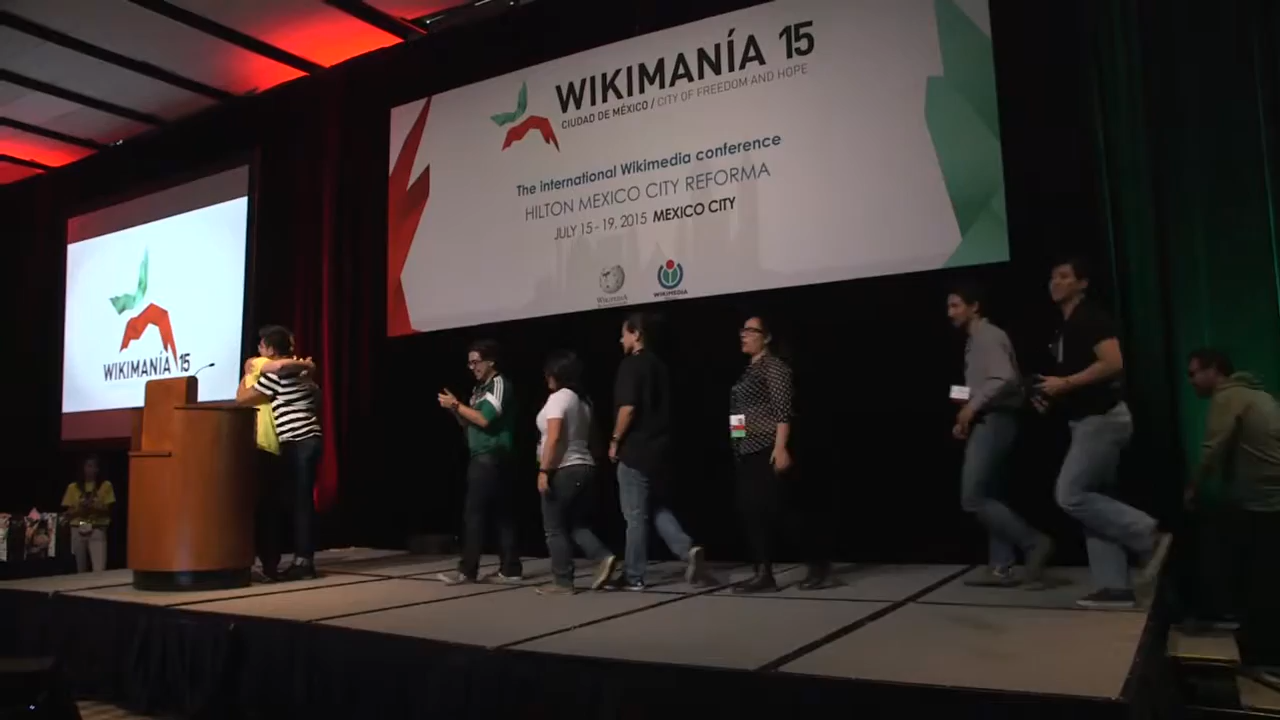 WIKIMANÍA 15
CIUDAD DE MÉXICO / CITY OF FREEDOM AND HOPE
The international Wikimedia conference
HILTON MEXICO CITY REFORMA
JULY 15 - 19, 2015 MEXICO CITY
WIKIPEDIA
WIKIMEDIA
WIKIMANÍA 15